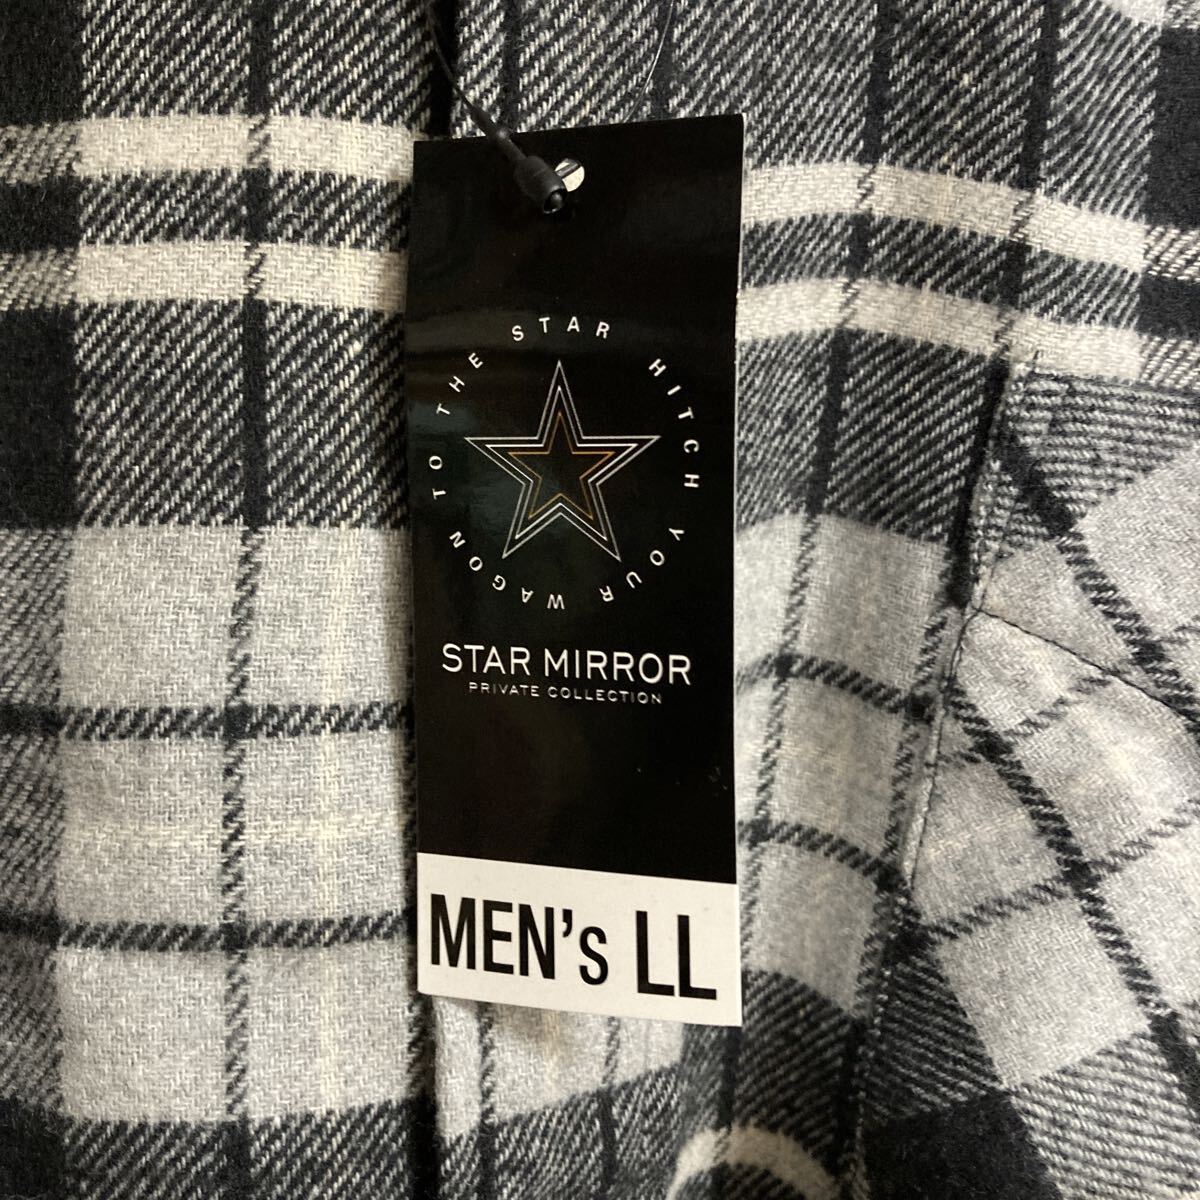 HITCH YOUR WAGON TO THE STAR
STAR MIRROR
PRIVATE COLLECTION
MEN's LL